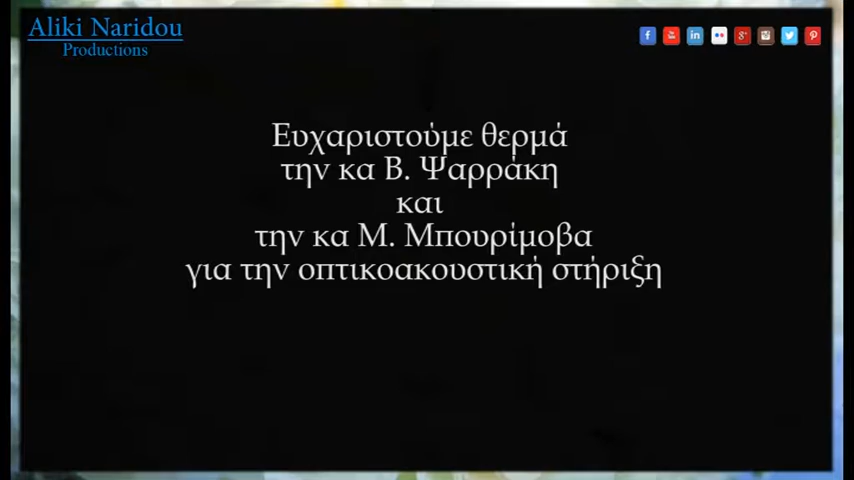 Aliki Naridou
Productions
Ευχαριστούμε θερμά
την κα Β. Ψαρράκη
και
την κα Μ. Μπουρίμοβα
για την οπτικοακουστική στήριξη